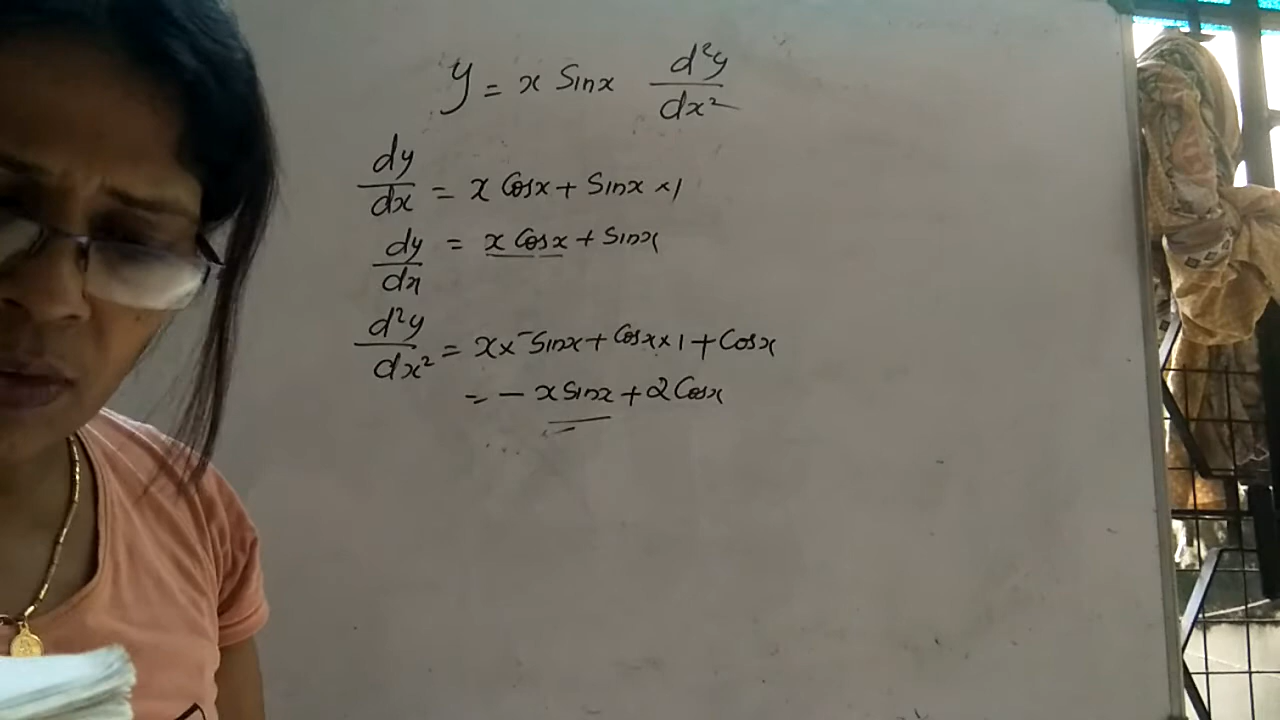 y = x Sinx d²y/dx²
dy/dx = x Cosx + Sinx × 1
dy/dx = x Cosx + Sinx
d²y/dx² = x × -Sinx + Cosx × 1 + Cosx
= - x Sinx + 2 Cosx